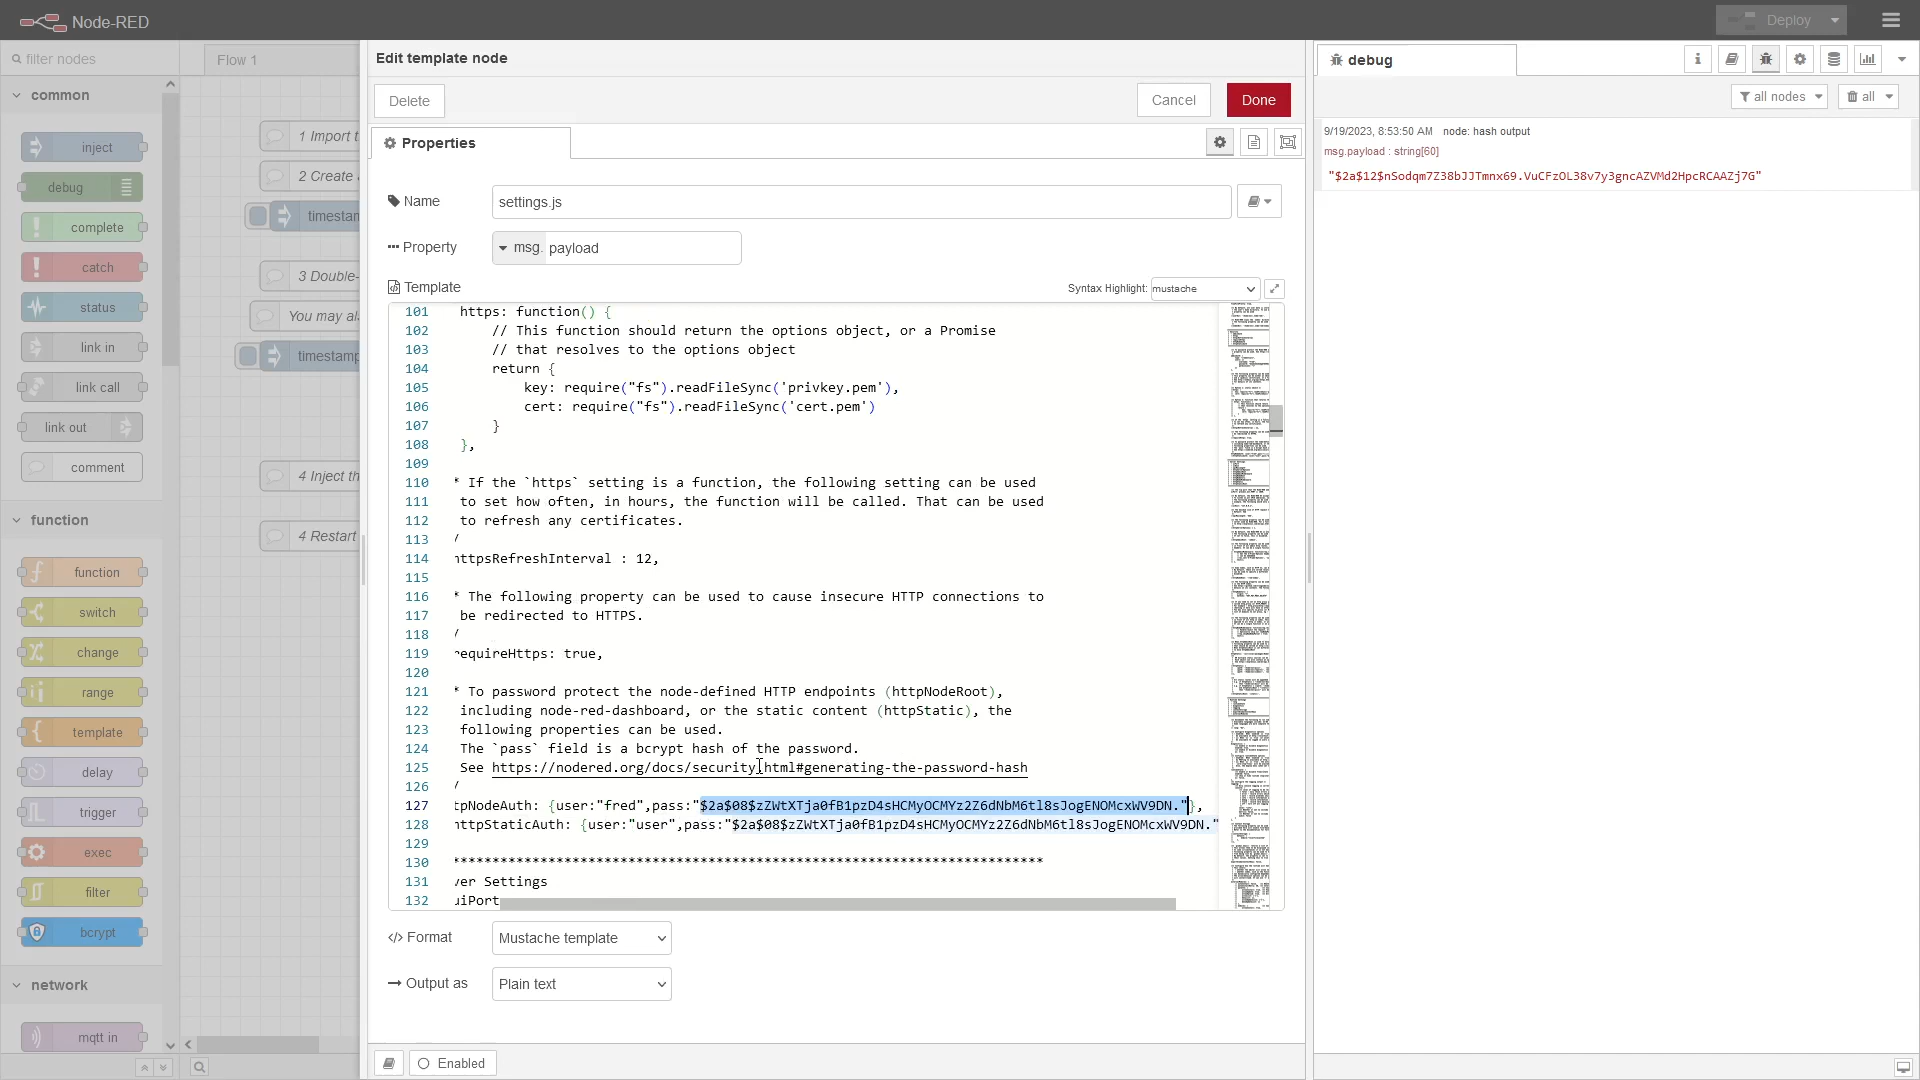 Node-RED
Deploy
filter nodes
common
inject
debug
complete
catch
status
link in
link call
link out
comment
function
function
switch
change
range
template
delay
trigger
exec
filter
bcrypt
network
mqtt in
Flow 1
1 Import t
2 Create
timestam
3 Double-
You may al
timestamp
4 Inject th
4 Restart
Edit template node
Delete
Cancel
Done
Properties
Name
settings.js
Property
msg. payload
Template
Syntax Highlight: mustache
101 https: function() {
102 // This function should return the options object, or a Promise
103 // that resolves to the options object
104 return {
105 key: require("fs").readFileSync('privkey.pem'),
106 cert: require("fs").readFileSync('cert.pem')
107 }
108 },
109
110 * If the `https` setting is a function, the following setting can be used
111 to set how often, in hours, the function will be called. That can be used
112 to refresh any certificates.
113 /
114 httpsRefreshInterval : 12,
115
116 * The following property can be used to cause insecure HTTP connections to
117 be redirected to HTTPS.
118 /
119 requireHttps: true,
120
121 * To password protect the node-defined HTTP endpoints (httpNodeRoot),
122 including node-red-dashboard, or the static content (httpStatic), the
123 following properties can be used.
124 The `pass` field is a bcrypt hash of the password.
125 See https://nodered.org/docs/security.html#generating-the-password-hash
126 /
127 tpNodeAuth: {user:"fred",pass:"$2a$08$zZWtXTja0fB1pzD4sHCMyOCMYz2Z6dNbM6tl8sJogENOMcxWV9DN."},
128 httpStaticAuth: {user:"user",pass:"$2a$08$zZWtXTja0fB1pzD4sHCMyOCMYz2Z6dNbM6tl8sJogENOMcxWV9DN."
129
130 **************************************************************************
131 ver Settings
132 uiPort
Format
Mustache template
Output as
Plain text
Enabled
debug
all nodes
all
9/19/2023, 8:53:50 AM node: hash output
msg.payload : string[60]
"$2a$12$nSodqm7Z38bJJTmnx69.VuCFzOL38v7y3gncAZVMd2HpcRCAAZj7G"